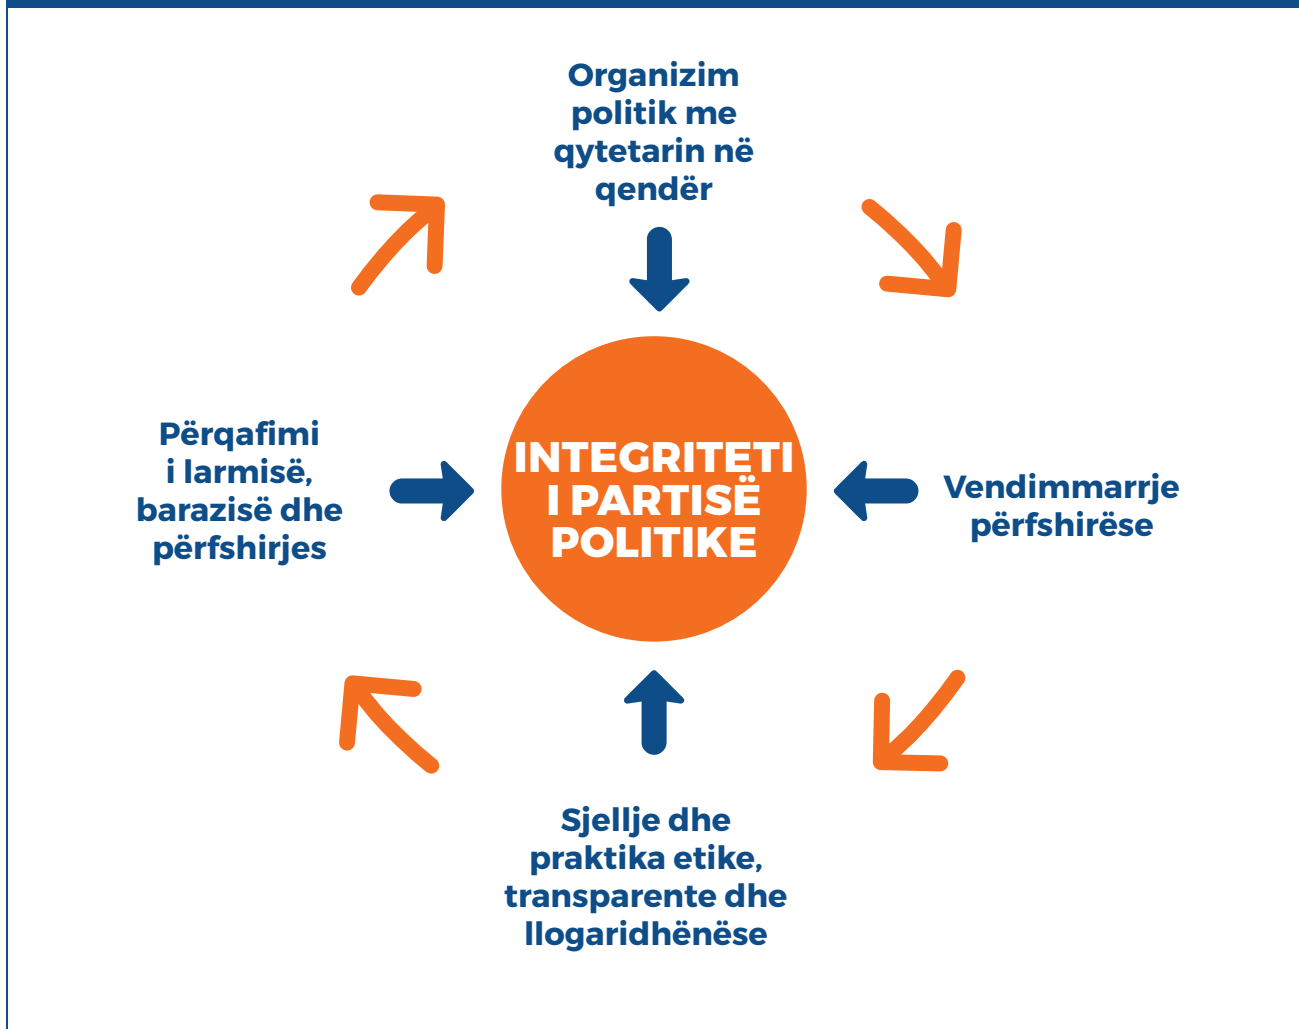 Organizim
politik me
qytetarin në
qendër
Përqafimi
i larmisë,
barazisë dhe
përfshirjes
INTEGRITETI
I PARTISË
POLITIKE
Vendimmarrje
përfshirëse
Sjellje dhe
praktika etike,
transparente dhe
llogaridhënëse